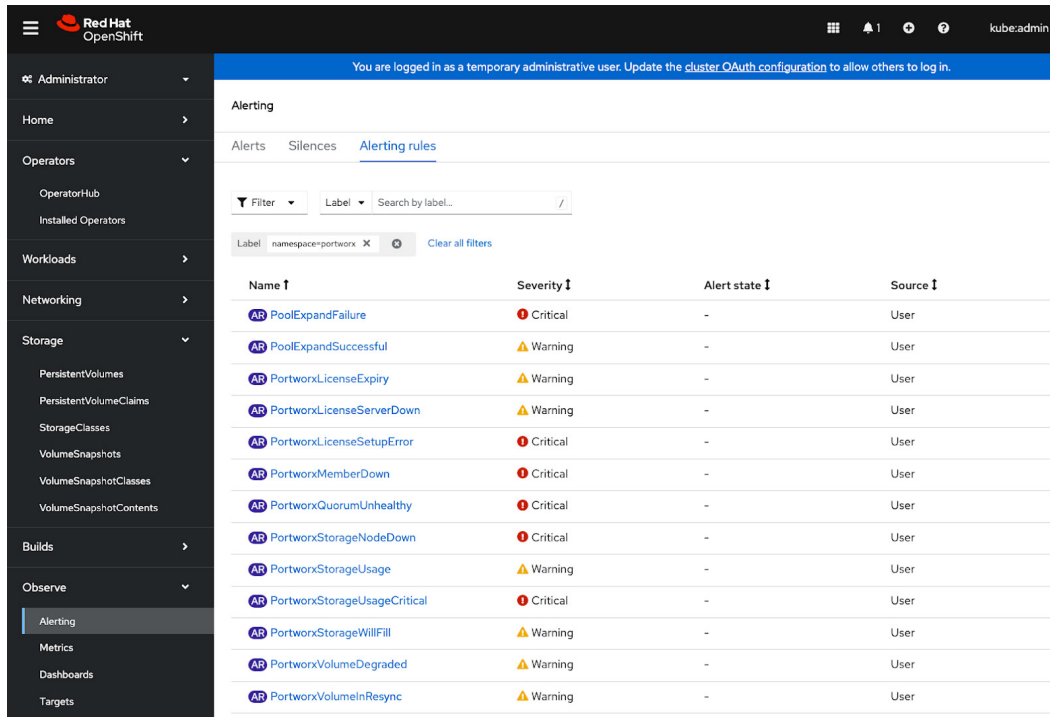 Red Hat
OpenShift
1
kube:admin
You are logged in as a temporary administrative user. Update the cluster OAuth configuration to allow others to log in.
Administrator
Home
Operators
OperatorHub
Installed Operators
Workloads
Networking
Storage
PersistentVolumes
PersistentVolumeClaims
StorageClasses
VolumeSnapshots
VolumeSnapshotClasses
VolumeSnapshotContents
Builds
Observe
Alerting
Metrics
Dashboards
Targets
Alerting
Alerts Silences Alerting rules
Filter Label Search by label... /
Label namespace=portworx Clear all filters
Name Severity Alert state Source
AR PoolExpandFailure Critical - User
AR PoolExpandSuccessful Warning - User
AR PortworxLicenseExpiry Warning - User
AR PortworxLicenseServerDown Warning - User
AR PortworxLicenseSetupError Critical - User
AR PortworxMemberDown Critical - User
AR PortworxQuorumUnhealthy Critical - User
AR PortworxStorageNodeDown Critical - User
AR PortworxStorageUsage Warning - User
AR PortworxStorageUsageCritical Critical - User
AR PortworxStorageWillFill Warning - User
AR PortworxVolumeDegraded Warning - User
AR PortworxVolumeInResync Warning - User